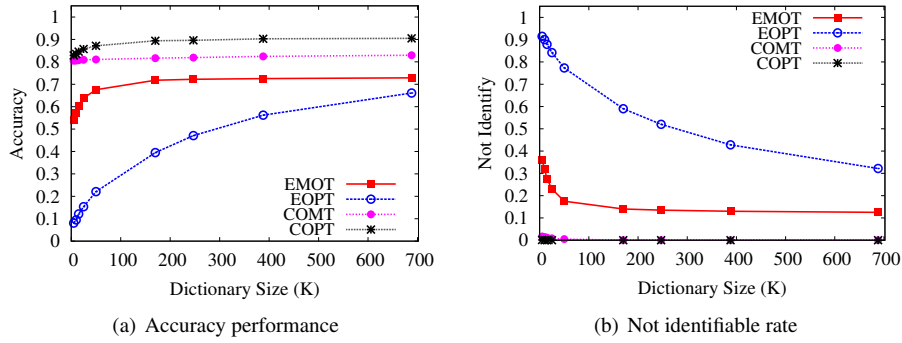 1
0.9
0.8
0.7
0.6
0.5
0.4
0.3
0.2
0.1
0
Accuracy
EMOT
EOPT
COMT
COPT
0 100 200 300 400 500 600 700
Dictionary Size (K)
(a) Accuracy performance
1
0.9
0.8
0.7
0.6
0.5
0.4
0.3
0.2
0.1
0
Not Identify
EMOT
EOPT
COMT
COPT
0 100 200 300 400 500 600 700
Dictionary Size (K)
(b) Not identifiable rate